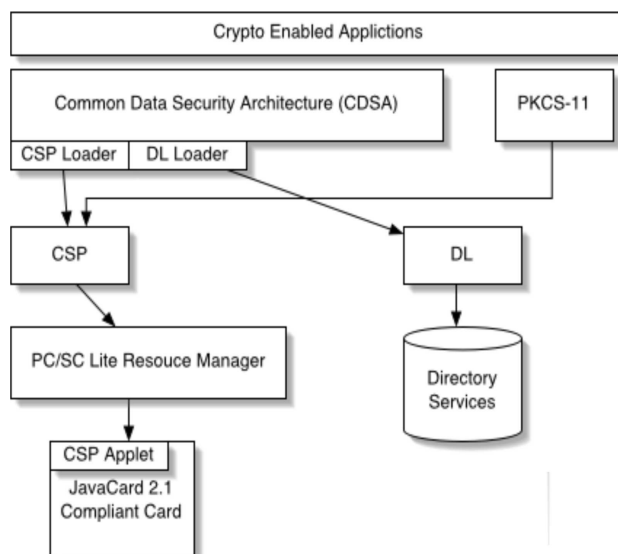 Crypto Enabled Applictions
Common Data Security Architecture (CDSA)
PKCS-11
CSP Loader
DL Loader
CSP
DL
PC/SC Lite Resouce Manager
Directory
Services
CSP Applet
JavaCard 2.1
Compliant Card